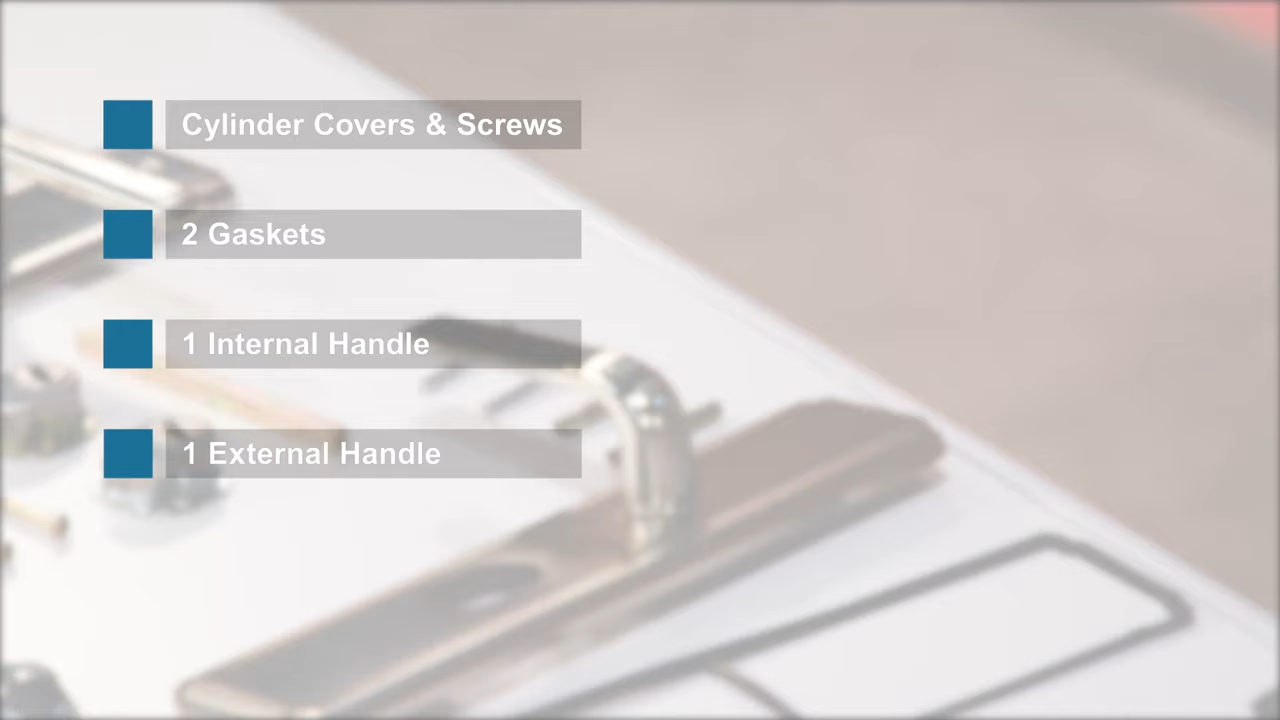 Cylinder Covers & Screws
2 Gaskets
1 Internal Handle
1 External Handle